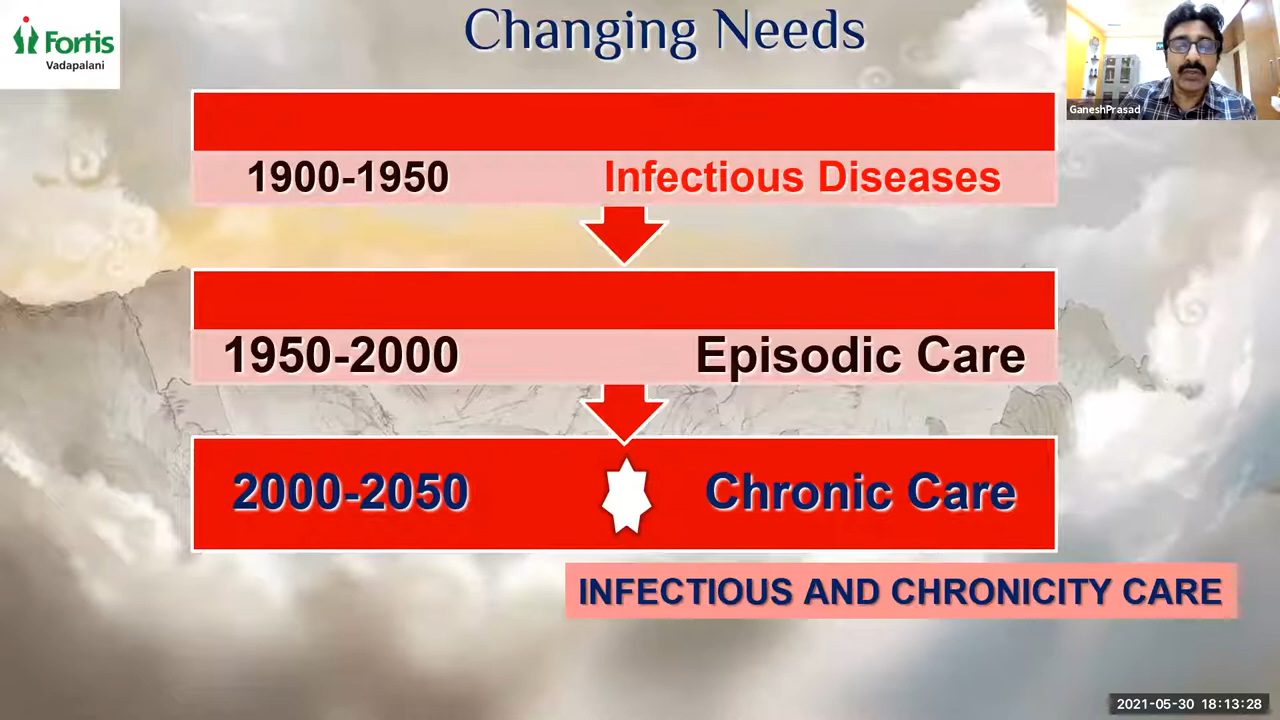 Changing Needs
Fortis
Vadapalani
GaneshPrasad
1900-1950 Infectious Diseases
1950-2000 Episodic Care
2000-2050 Chronic Care
INFECTIOUS AND CHRONICITY CARE
2021-05-30 18:13:28